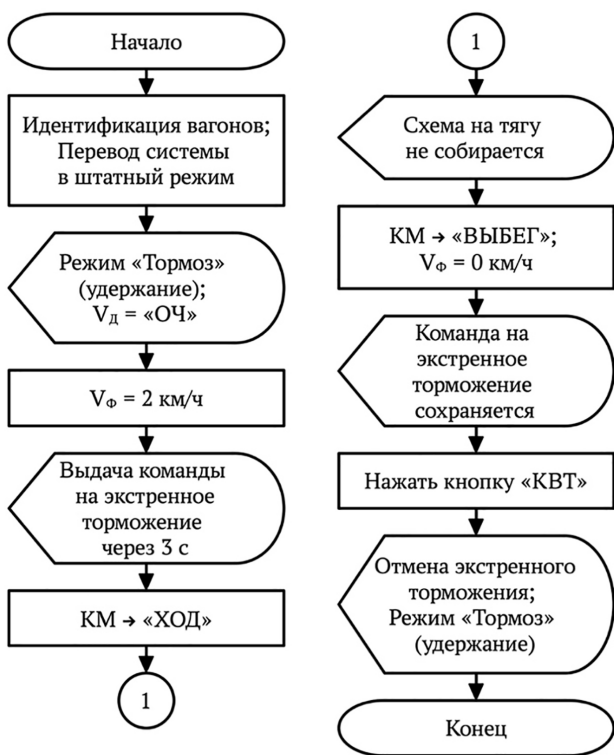 Начало
Идентификация вагонов;
Перевод системы
в штатный режим
Режим «Тормоз»
(удержание);
Vд = «ОЧ»
VФ = 2 км/ч
Выдача команды
на экстренное
торможение
через 3 с
КМ → «ХОД»
1
1
Схема на тягу
не собирается
КМ → «ВЫБЕГ»;
VФ = 0 км/ч
Команда на
экстренное
торможение
сохраняется
Нажать кнопку «КВТ»
Отмена экстренного
торможения;
Режим «Тормоз»
(удержание)
Конец